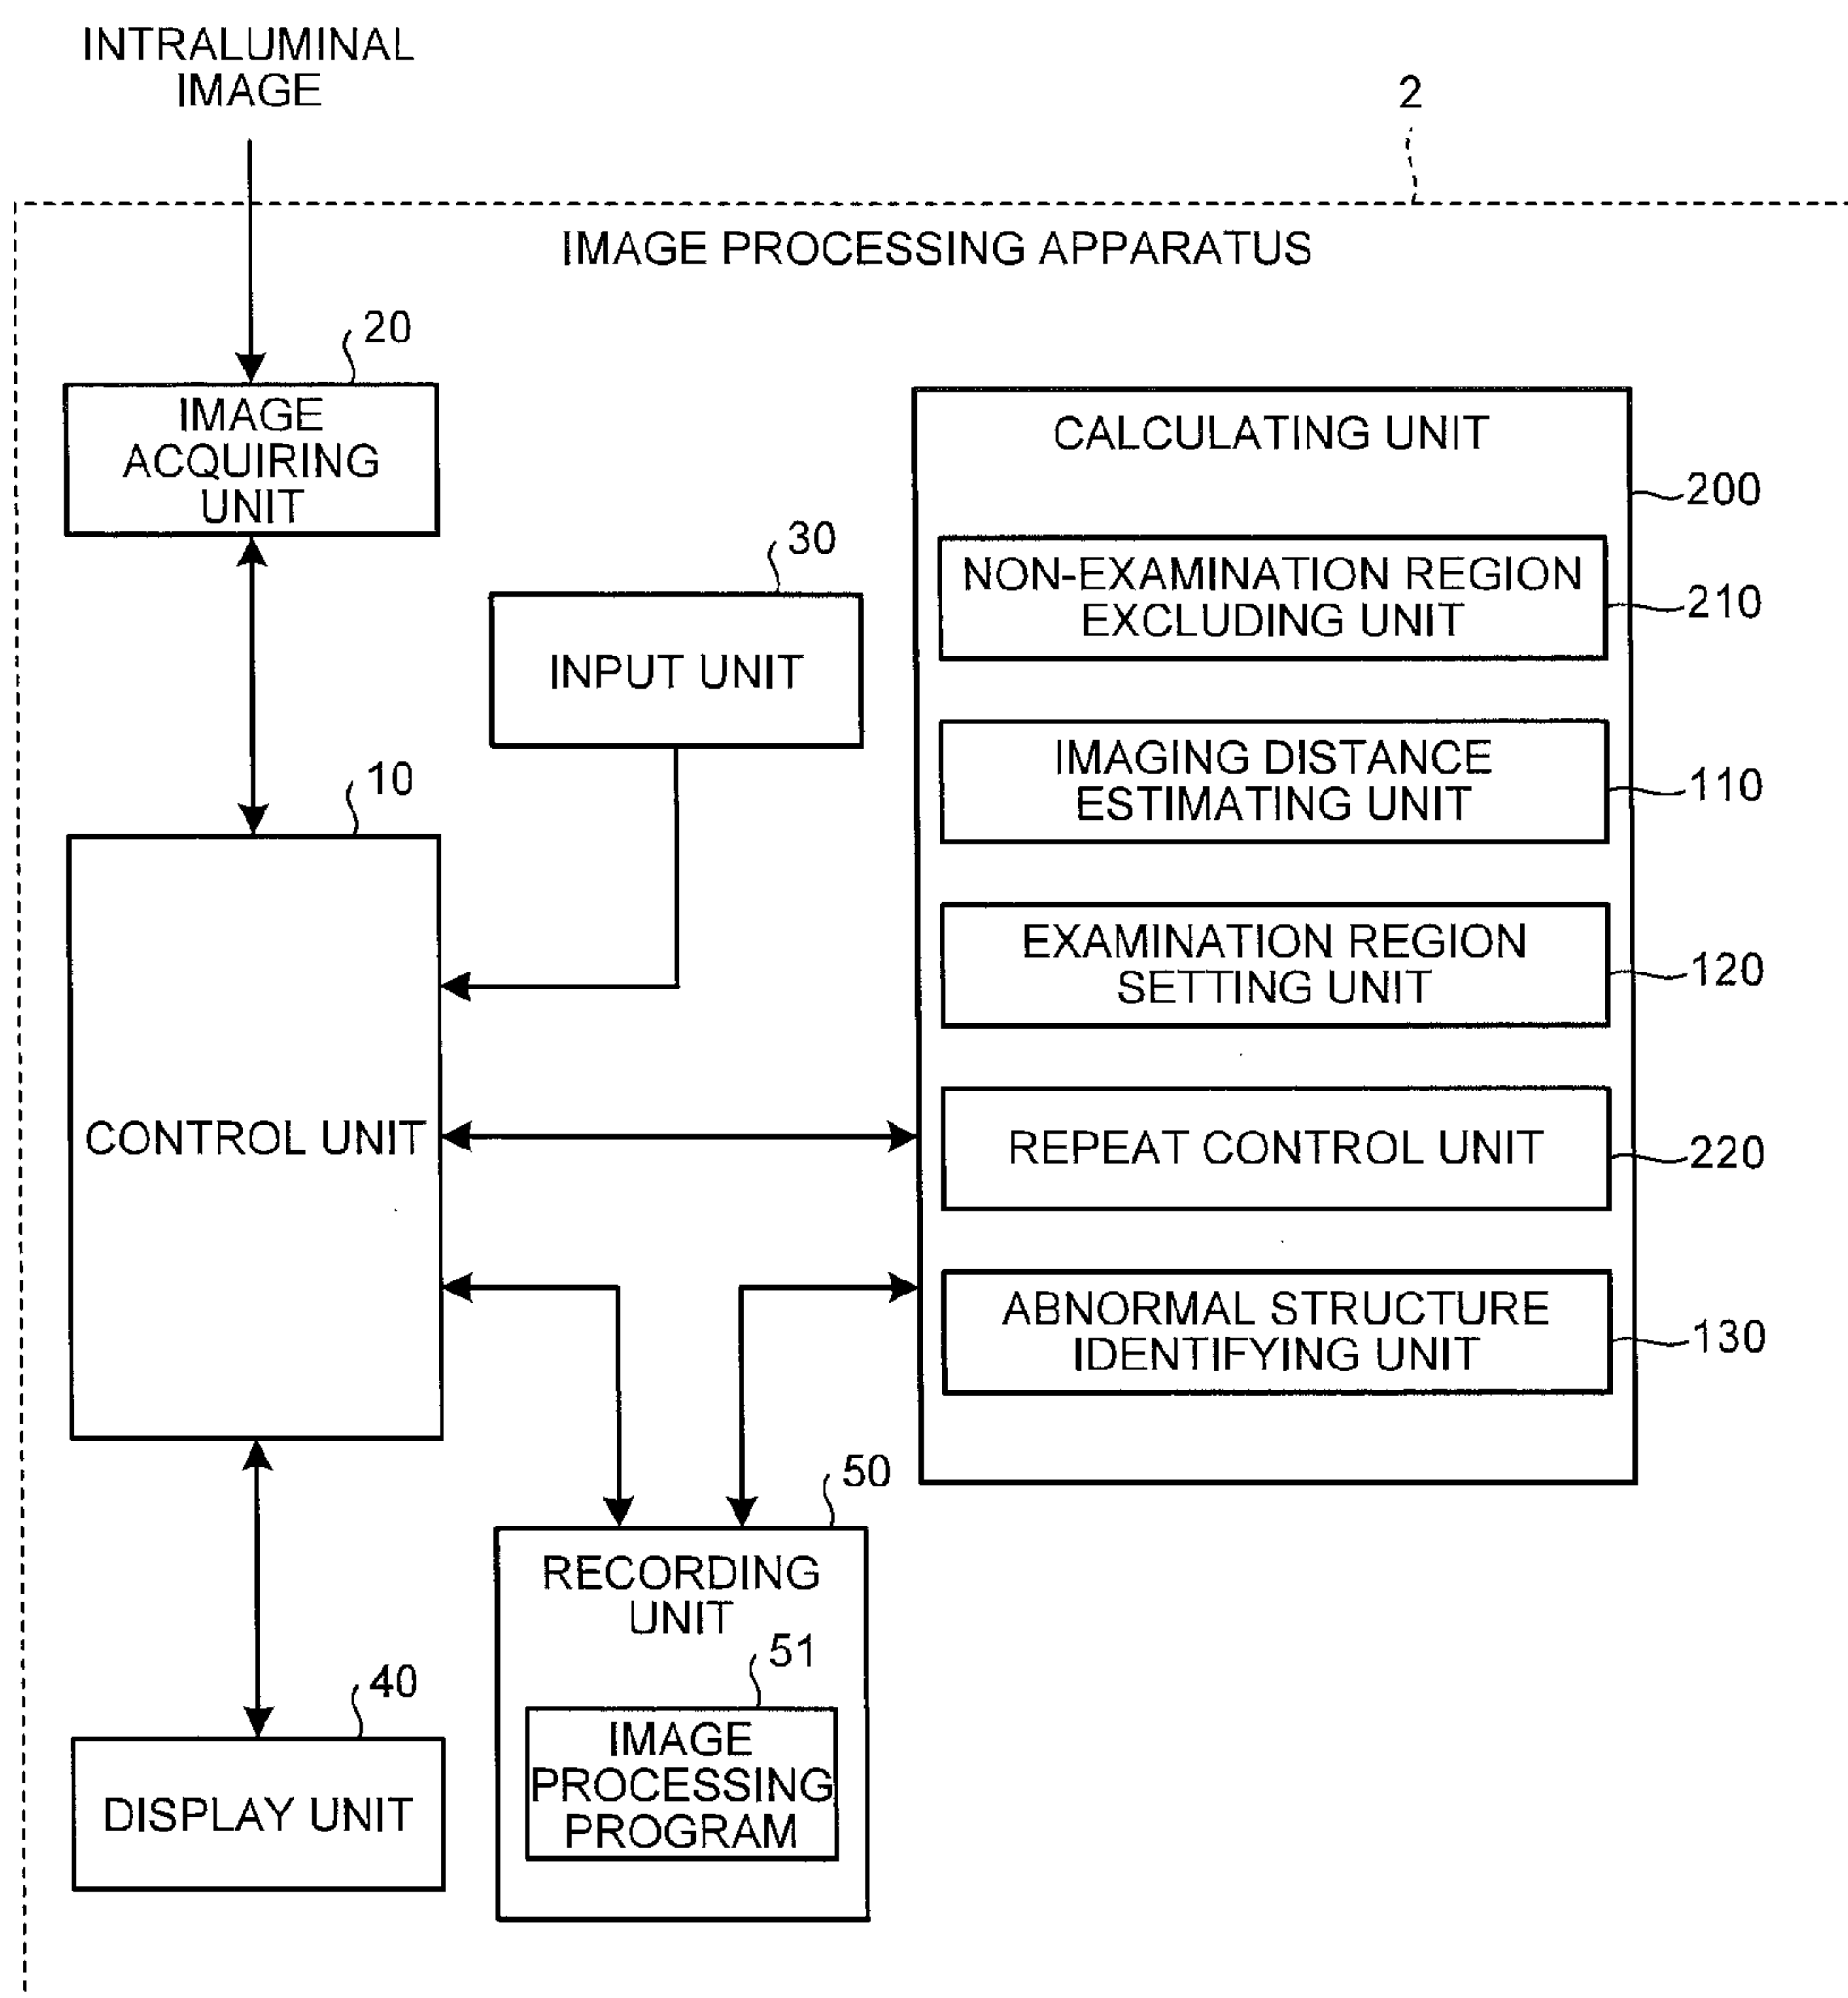 INTRALUMINAL
IMAGE
2
IMAGE PROCESSING APPARATUS
20
IMAGE
ACQUIRING
UNIT
30
INPUT UNIT
10
CONTROL UNIT
CALCULATING UNIT
200
NON-EXAMINATION REGION
EXCLUDING UNIT
210
IMAGING DISTANCE
ESTIMATING UNIT
110
EXAMINATION REGION
SETTING UNIT
120
REPEAT CONTROL UNIT
220
ABNORMAL STRUCTURE
IDENTIFYING UNIT
130
50
RECORDING
UNIT
51
IMAGE
PROCESSING
PROGRAM
40
DISPLAY UNIT